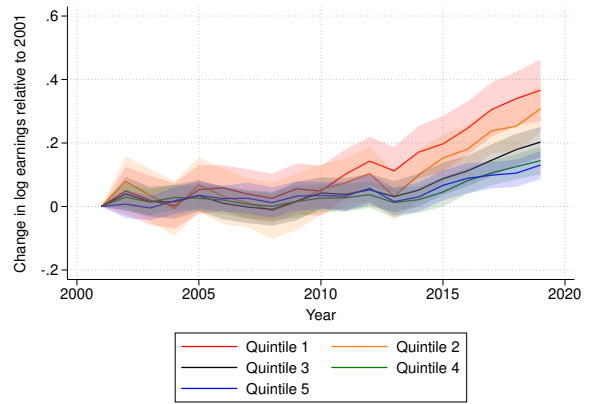 Change in log earnings relative to 2001
.6
.4
.2
0
-.2
2000 2005 2010 2015 2020
Year
Quintile 1 Quintile 2
Quintile 3 Quintile 4
Quintile 5